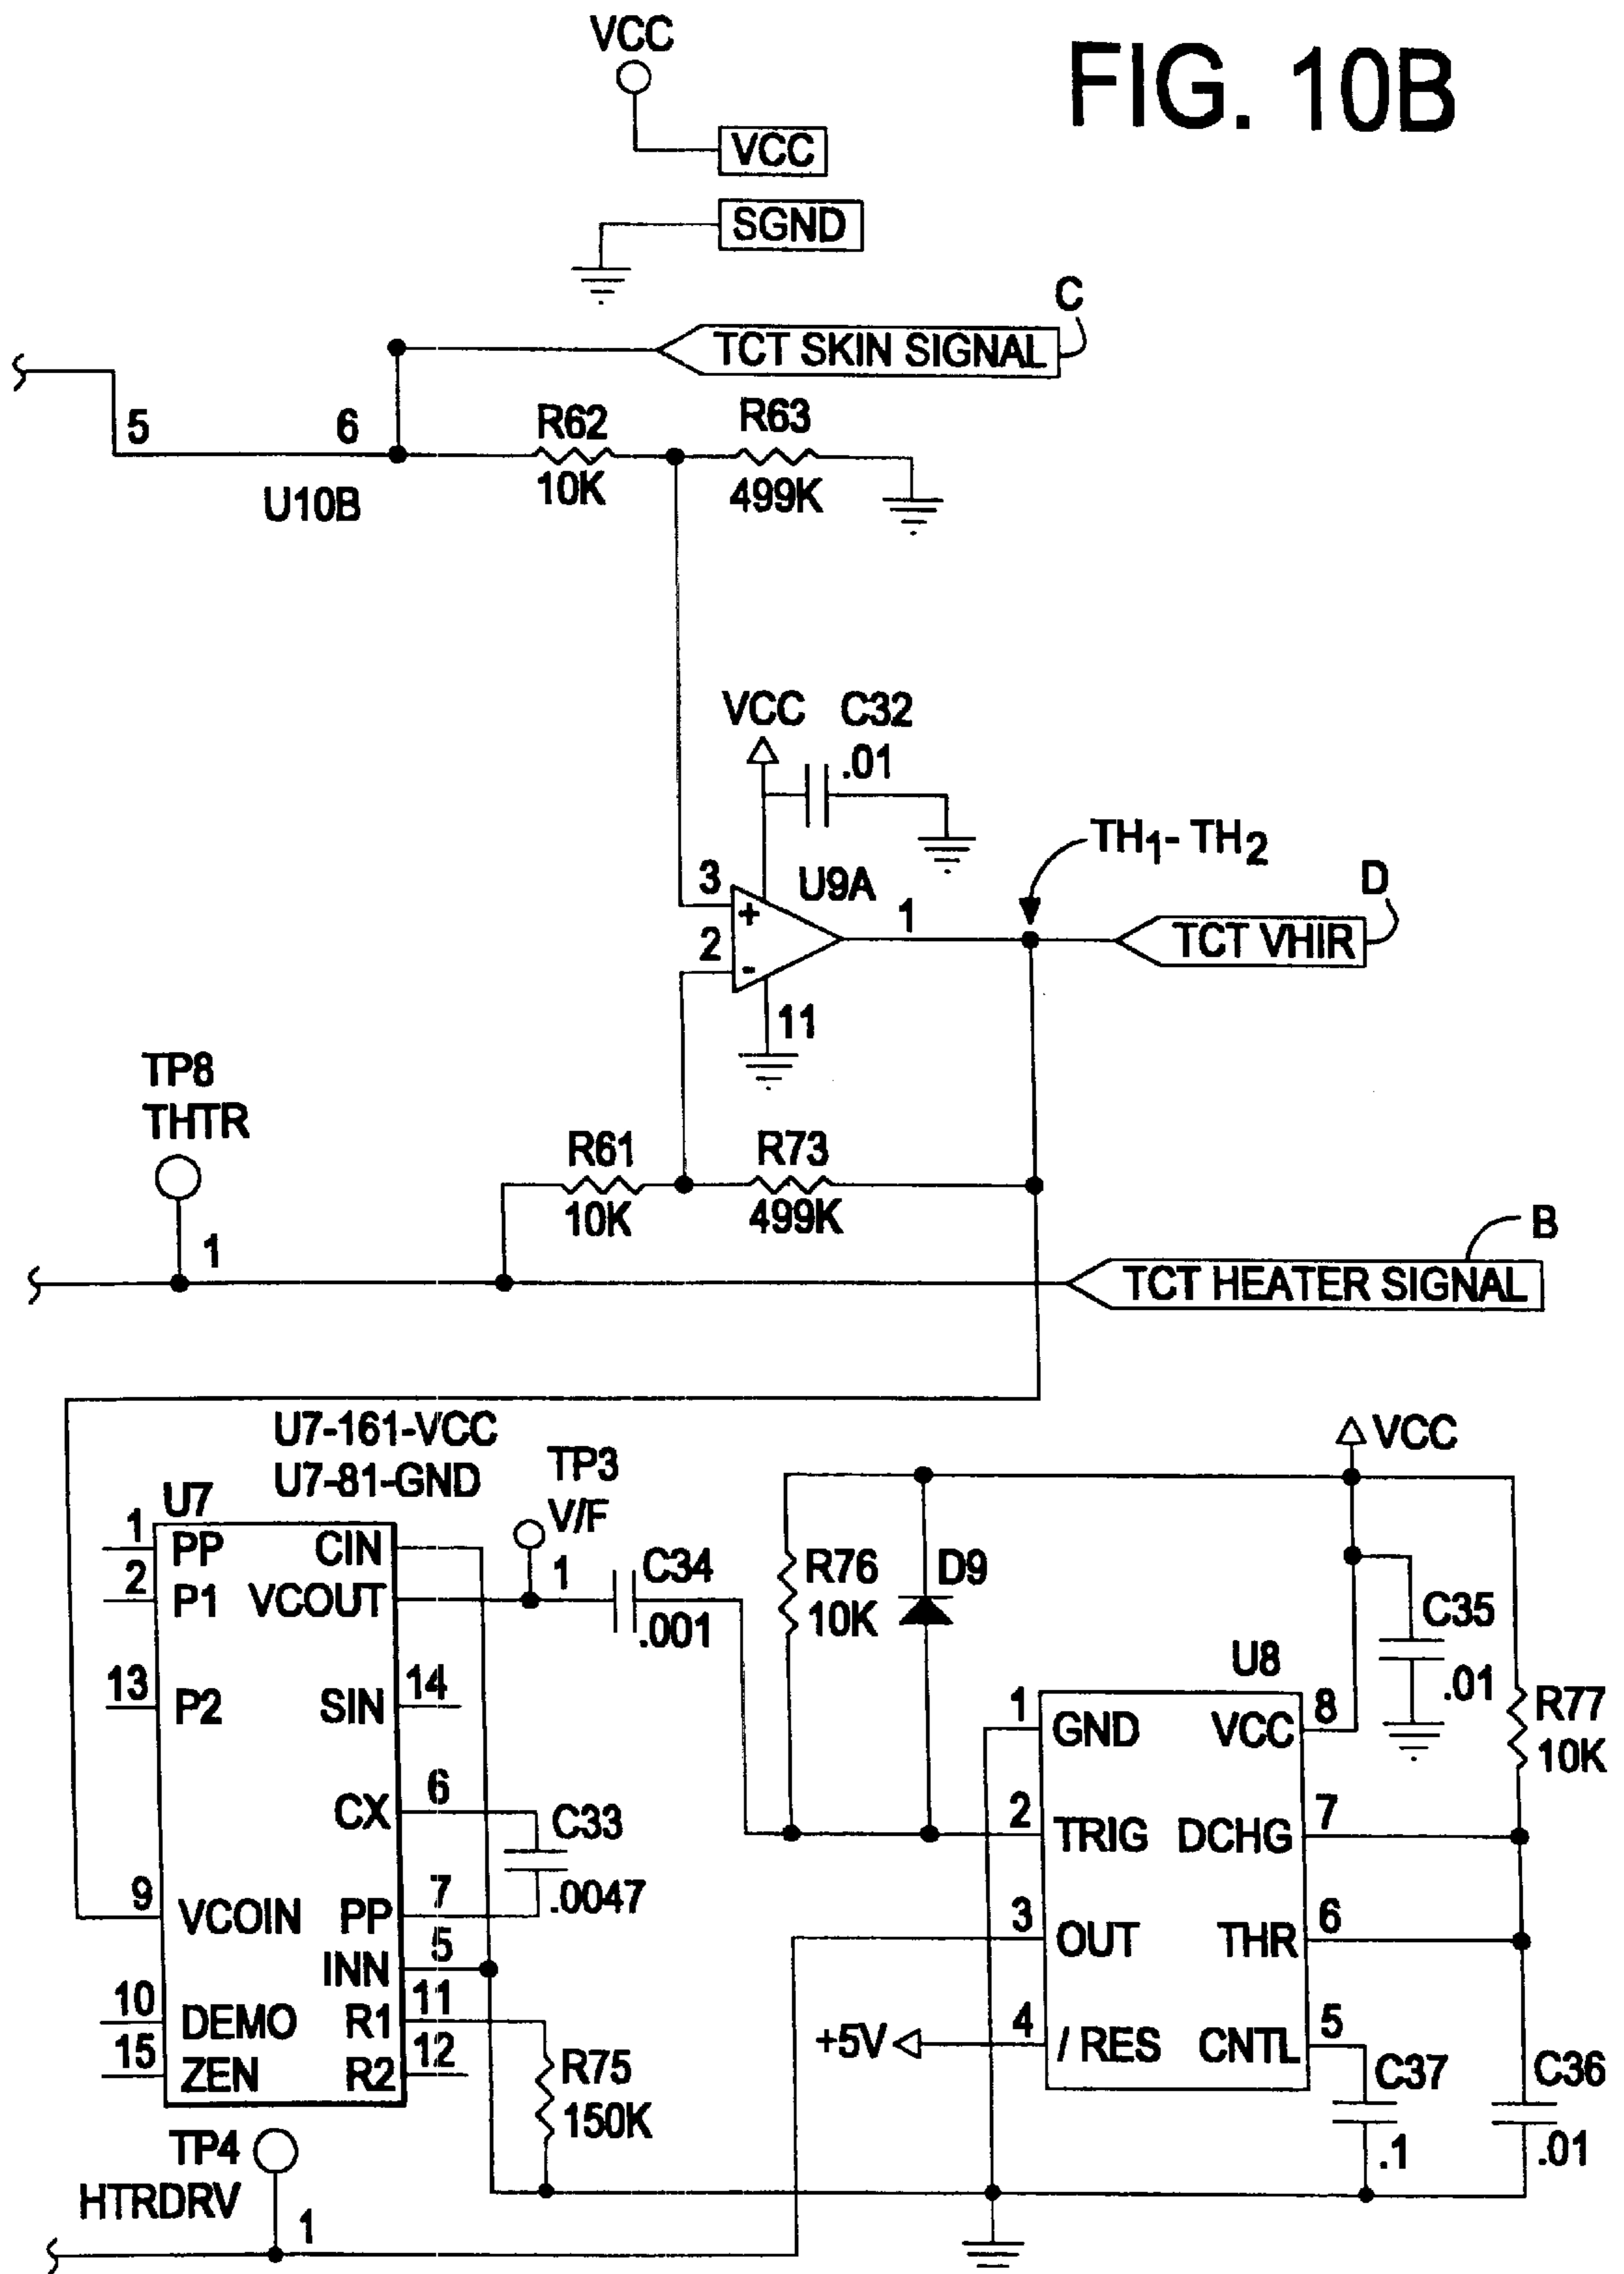 FIG. 10B
VCC
VCC
SGND
C
TCT SKIN SIGNAL
5
6
R62
R63
10K
499K
U10B
VCC
C32
.01
TH1- TH2
U9A
3
+
1
D
2
-
TCT VHIR
11
TP8
THTR
R61
R73
10K
499K
B
1
TCT HEATER SIGNAL
U7-161-VCC
U7-81-GND
TP3
V/F
VCC
U7
1
PP
CIN
2
P1
VCOUT
1
C34
.001
R76
10K
D9
C35
.01
13
P2
SIN
14
U8
R77
10K
1
GND
VCC
8
CX
6
C33
.0047
2
TRIG
DCHG
7
9
VCOIN
PP
7
INN
5
3
OUT
THR
6
10
DEMO
R1
11
15
ZEN
R2
12
R75
150K
+5V
4
/ RES
CNTL
5
C37
.1
C36
.01
TP4
HTRDRV
1